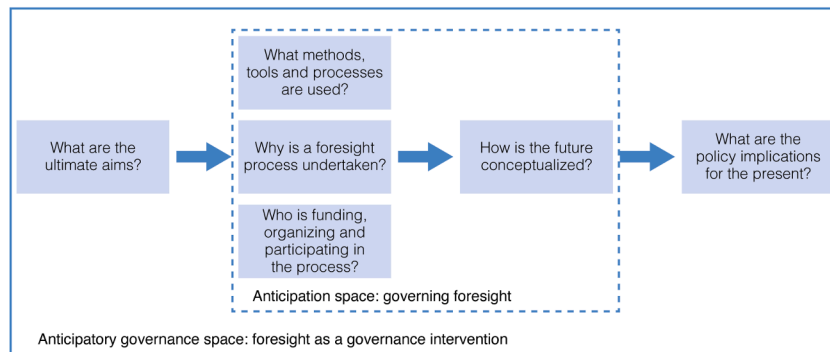 What methods,
tools and processes
are used?
What are the
ultimate aims?
Why is a foresight
process undertaken?
How is the future
conceptualized?
What are the
policy implications
for the present?
Who is funding,
organizing and
participating in
the process?
Anticipation space: governing foresight
Anticipatory governance space: foresight as a governance intervention